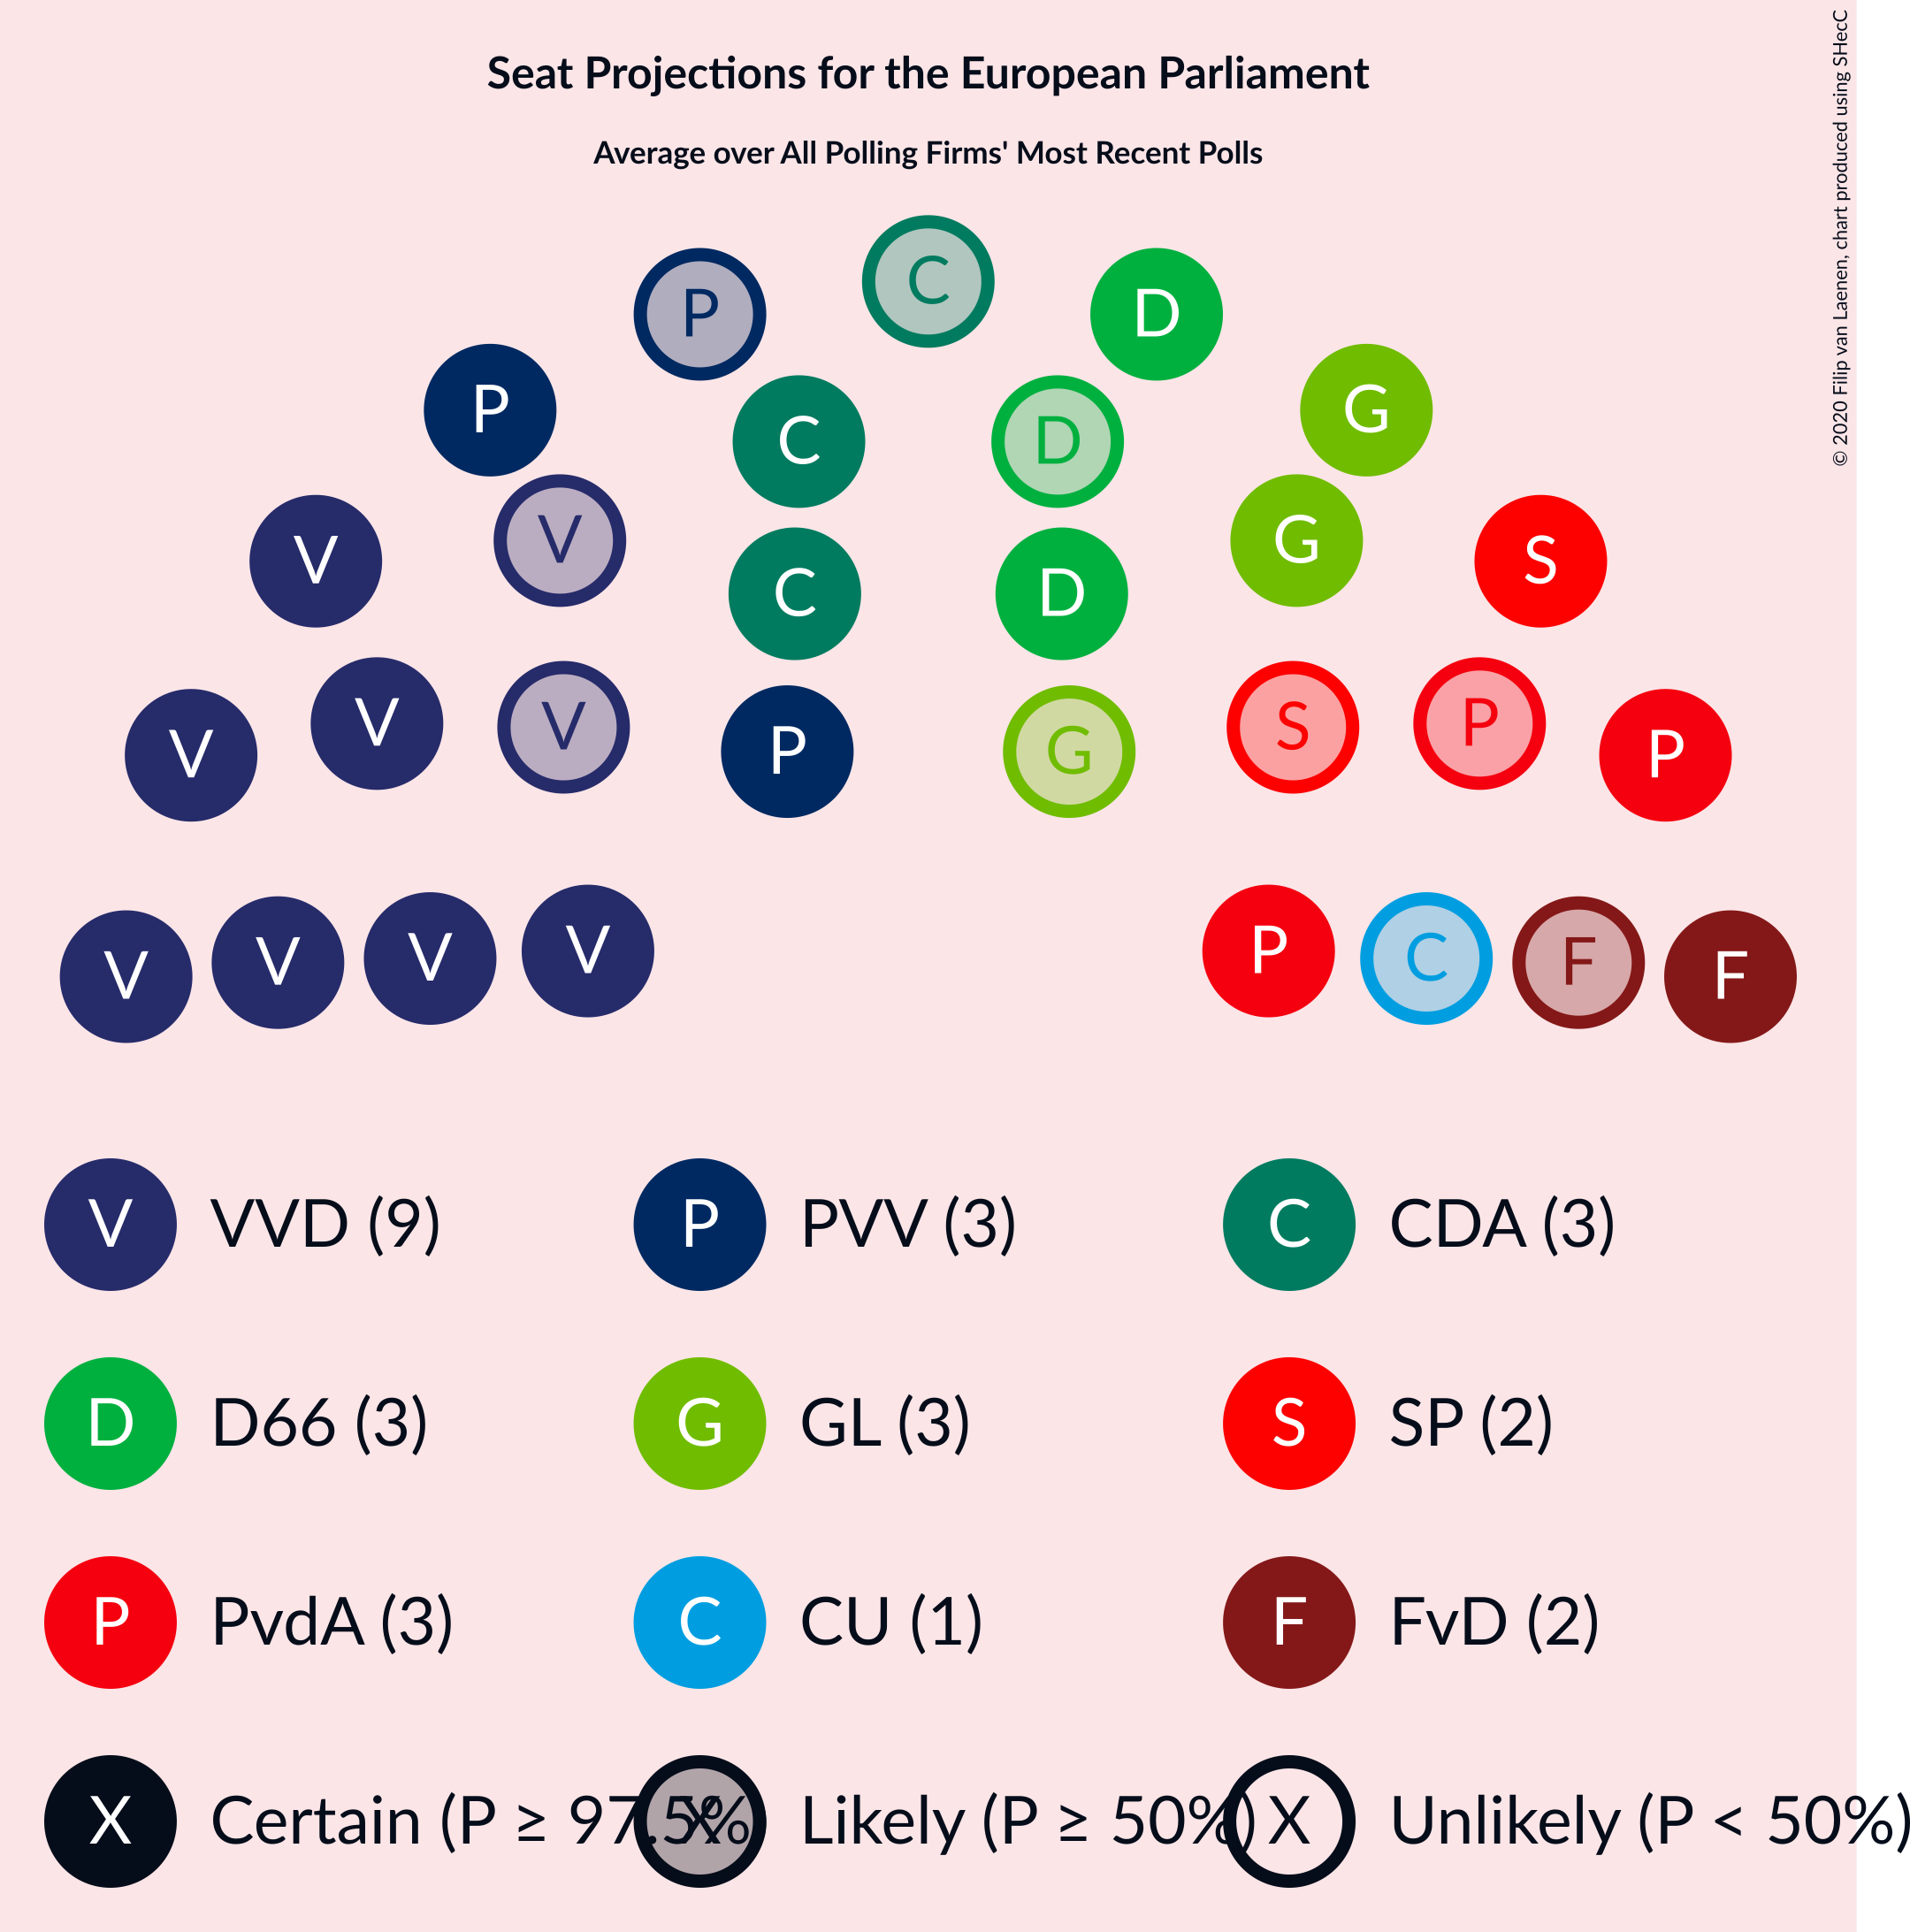 Seat Projections for the European Parliament
Average over All Polling Firms' Most Recent Polls
© 2020 Filip van Laenen, chart produced using SHecC
C
P D
P G
C D
V V G S
C D
V V V P G S P P
V V V V P C F F
V VVD (9) P PVV (3) C CDA (3)
D D66 (3) G GL (3) S SP (2)
P PvdA (3) C CU (1) F FvD (2)
X Certain (P ≥ 97.5% X Likely (P ≥ 50%) X Unlikely (P < 50%)